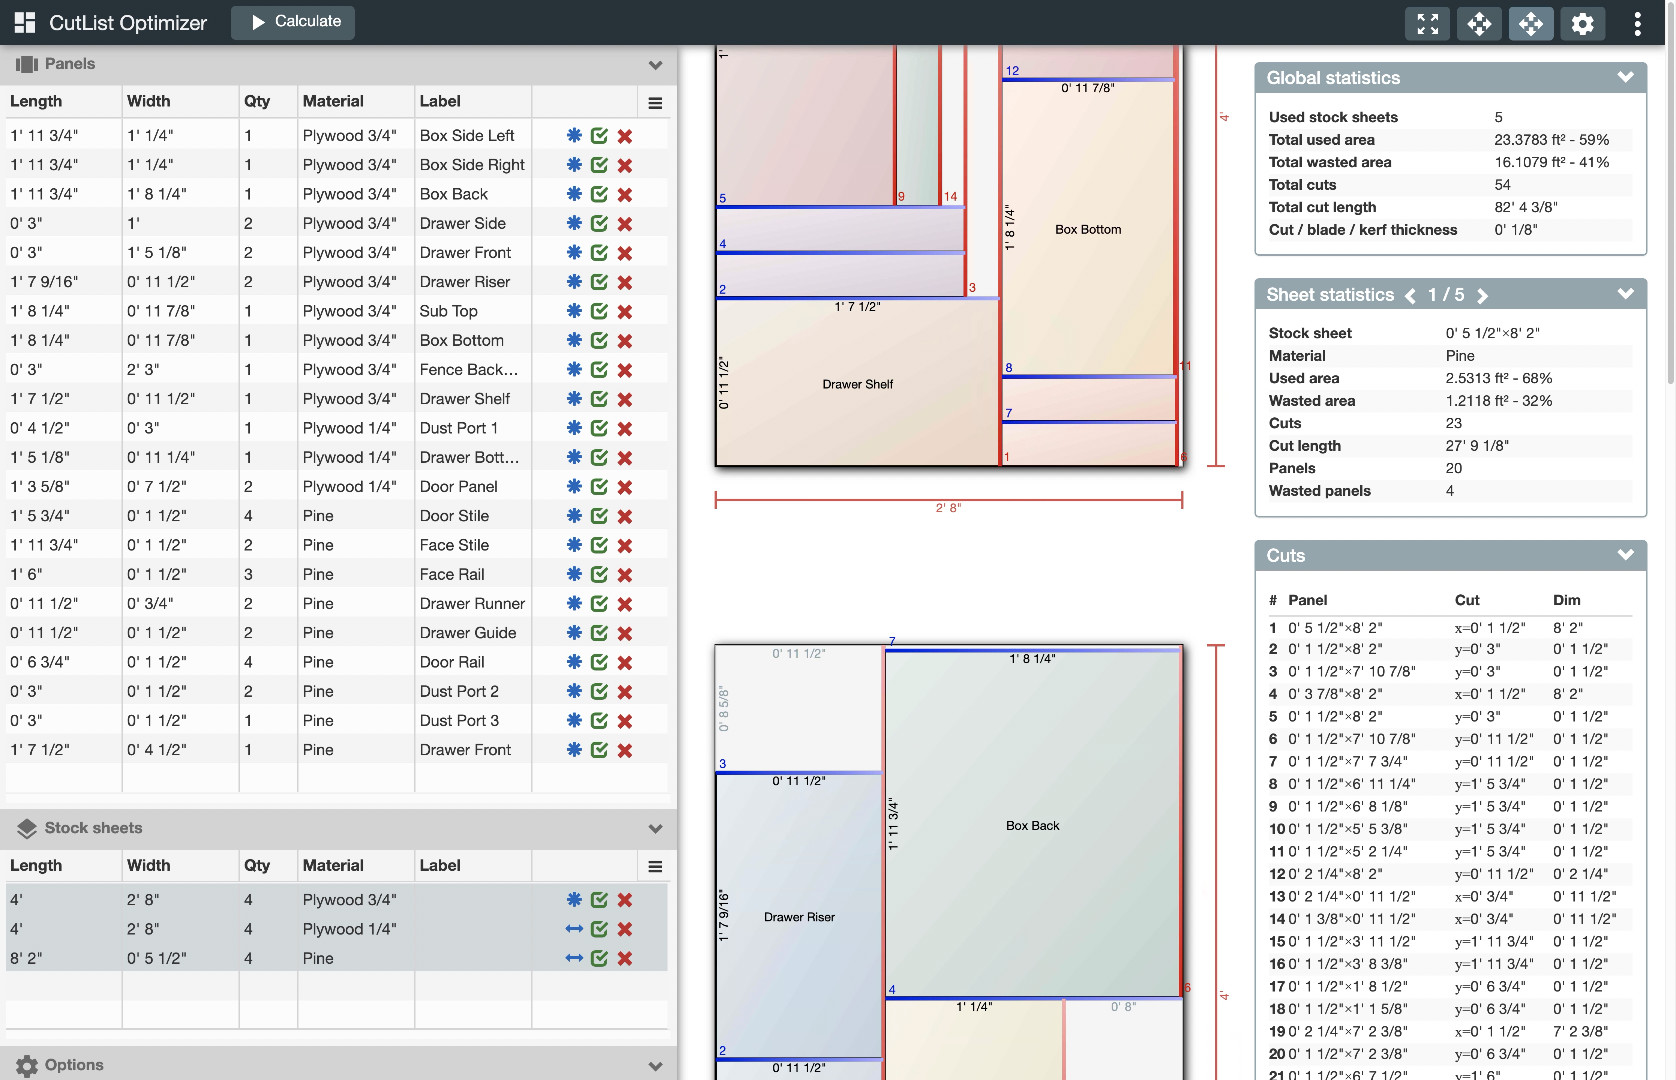 CutList Optimizer
Calculate
Panels
Length Width Qty Material Label
1' 11 3/4" 1' 1/4" 1 Plywood 3/4" Box Side Left
1' 11 3/4" 1' 1/4" 1 Plywood 3/4" Box Side Right
1' 11 3/4" 1' 8 1/4" 1 Plywood 3/4" Box Back
0' 3" 1' 2 Plywood 3/4" Drawer Side
0' 3" 1' 5 1/8" 2 Plywood 3/4" Drawer Front
1' 7 9/16" 0' 11 1/2" 2 Plywood 3/4" Drawer Riser
1' 8 1/4" 0' 11 7/8" 1 Plywood 3/4" Sub Top
1' 8 1/4" 0' 11 7/8" 1 Plywood 3/4" Box Bottom
0' 3" 2' 3" 1 Plywood 3/4" Fence Back...
1' 7 1/2" 0' 11 1/2" 1 Plywood 3/4" Drawer Shelf
0' 4 1/2" 0' 3" 1 Plywood 1/4" Dust Port 1
1' 5 1/8" 0' 11 1/4" 1 Plywood 1/4" Drawer Bott...
1' 3 5/8" 0' 7 1/2" 2 Plywood 1/4" Door Panel
1' 5 3/4" 0' 1 1/2" 4 Pine Door Stile
1' 11 3/4" 0' 1 1/2" 2 Pine Face Stile
1' 6" 0' 1 1/2" 3 Pine Face Rail
0' 11 1/2" 0' 3/4" 2 Pine Drawer Runner
0' 11 1/2" 0' 1 1/2" 2 Pine Drawer Guide
0' 6 3/4" 0' 1 1/2" 4 Pine Door Rail
0' 3" 0' 1 1/2" 2 Pine Dust Port 2
0' 3" 0' 1 1/2" 1 Pine Dust Port 3
1' 7 1/2" 0' 4 1/2" 1 Pine Drawer Front
Stock sheets
Length Width Qty Material Label
4' 2' 8" 4 Plywood 3/4"
4' 2' 8" 4 Plywood 1/4"
8' 2" 0' 5 1/2" 4 Pine
Options
1'
12
0' 11 7/8"
4'
5
9
14
1' 8 1/4"
Box Bottom
4
2
3
1' 7 1/2"
11
8
0' 11 1/2"
Drawer Shelf
7
1
6
2' 8"
7
0' 11 1/2"
1' 8 1/4"
0' 8 5/8"
3
0' 11 1/2"
1' 11 3/4"
Box Back
1' 7 9/16"
Drawer Riser
4
6
4'
1' 1/4"
0' 8"
2
0' 11 1/2"
Global statistics
Used stock sheets 5
Total used area 23.3783 ft² - 59%
Total wasted area 16.1079 ft² - 41%
Total cuts 54
Total cut length 82' 4 3/8"
Cut / blade / kerf thickness 0' 1/8"
Sheet statistics 1 / 5
Stock sheet 0' 5 1/2"×8' 2"
Material Pine
Used area 2.5313 ft² - 68%
Wasted area 1.2118 ft² - 32%
Cuts 23
Cut length 27' 9 1/8"
Panels 20
Wasted panels 4
Cuts
# Panel Cut Dim
1 0' 5 1/2"×8' 2" x=0' 1 1/2" 8' 2"
2 0' 1 1/2"×8' 2" y=0' 3" 0' 1 1/2"
3 0' 1 1/2"×7' 10 7/8" y=0' 3" 0' 1 1/2"
4 0' 3 7/8"×8' 2" x=0' 1 1/2" 8' 2"
5 0' 1 1/2"×8' 2" y=0' 3" 0' 1 1/2"
6 0' 1 1/2"×7' 10 7/8" y=0' 11 1/2" 0' 1 1/2"
7 0' 1 1/2"×7' 7 3/4" y=0' 11 1/2" 0' 1 1/2"
8 0' 1 1/2"×6' 11 1/4" y=1' 5 3/4" 0' 1 1/2"
9 0' 1 1/2"×6' 8 1/8" y=1' 5 3/4" 0' 1 1/2"
10 0' 1 1/2"×5' 5 3/8" y=1' 5 3/4" 0' 1 1/2"
11 0' 1 1/2"×5' 2 1/4" y=1' 5 3/4" 0' 1 1/2"
12 0' 2 1/4"×8' 2" y=0' 11 1/2" 0' 2 1/4"
13 0' 2 1/4"×0' 11 1/2" x=0' 3/4" 0' 11 1/2"
14 0' 1 3/8"×0' 11 1/2" x=0' 3/4" 0' 11 1/2"
15 0' 1 1/2"×3' 11 1/2" y=1' 11 3/4" 0' 1 1/2"
16 0' 1 1/2"×3' 8 3/8" y=1' 11 3/4" 0' 1 1/2"
17 0' 1 1/2"×1' 8 1/2" y=0' 6 3/4" 0' 1 1/2"
18 0' 1 1/2"×1' 1 5/8" y=0' 6 3/4" 0' 1 1/2"
19 0' 2 1/4"×7' 2 3/8" x=0' 1 1/2" 7' 2 3/8"
20 0' 1 1/2"×7' 2 3/8" y=0' 6 3/4" 0' 1 1/2"
21 0' 1 1/2"×6' 7 1/2" y=1' 6" 0' 1 1/2"